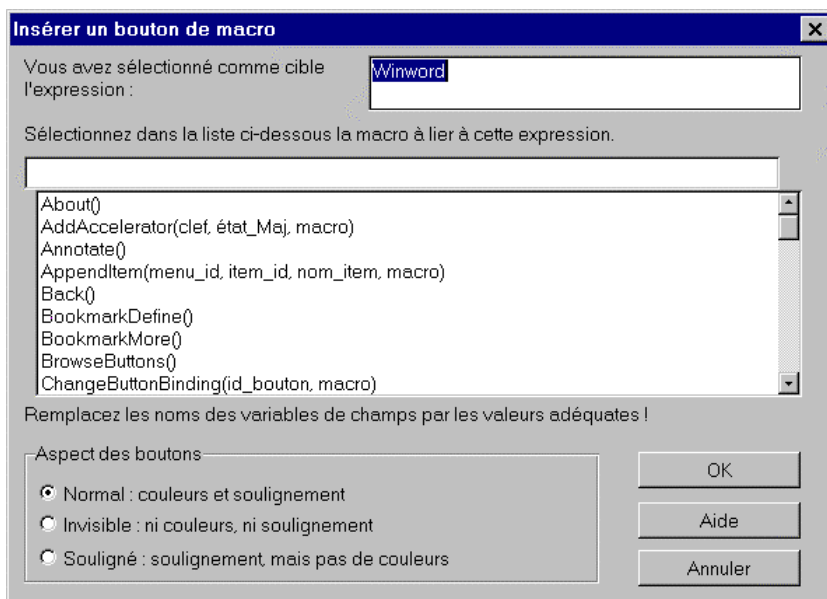 Insérer un bouton de macro
Vous avez sélectionné comme cible
l'expression :
Winword
Sélectionnez dans la liste ci-dessous la macro à lier à cette expression.
About()
AddAccelerator(clef, état_Maj, macro)
Annotate()
AppendItem(menu_id, item_id, nom_item, macro)
Back()
BookmarkDefine()
BookmarkMore()
BrowseButtons()
ChangeButtonBinding(id_bouton, macro)
Remplacez les noms des variables de champs par les valeurs adéquates !
Aspect des boutons
Normal : couleurs et soulignement
Invisible : ni couleurs, ni soulignement
Souligné : soulignement, mais pas de couleurs
OK
Aide
Annuler